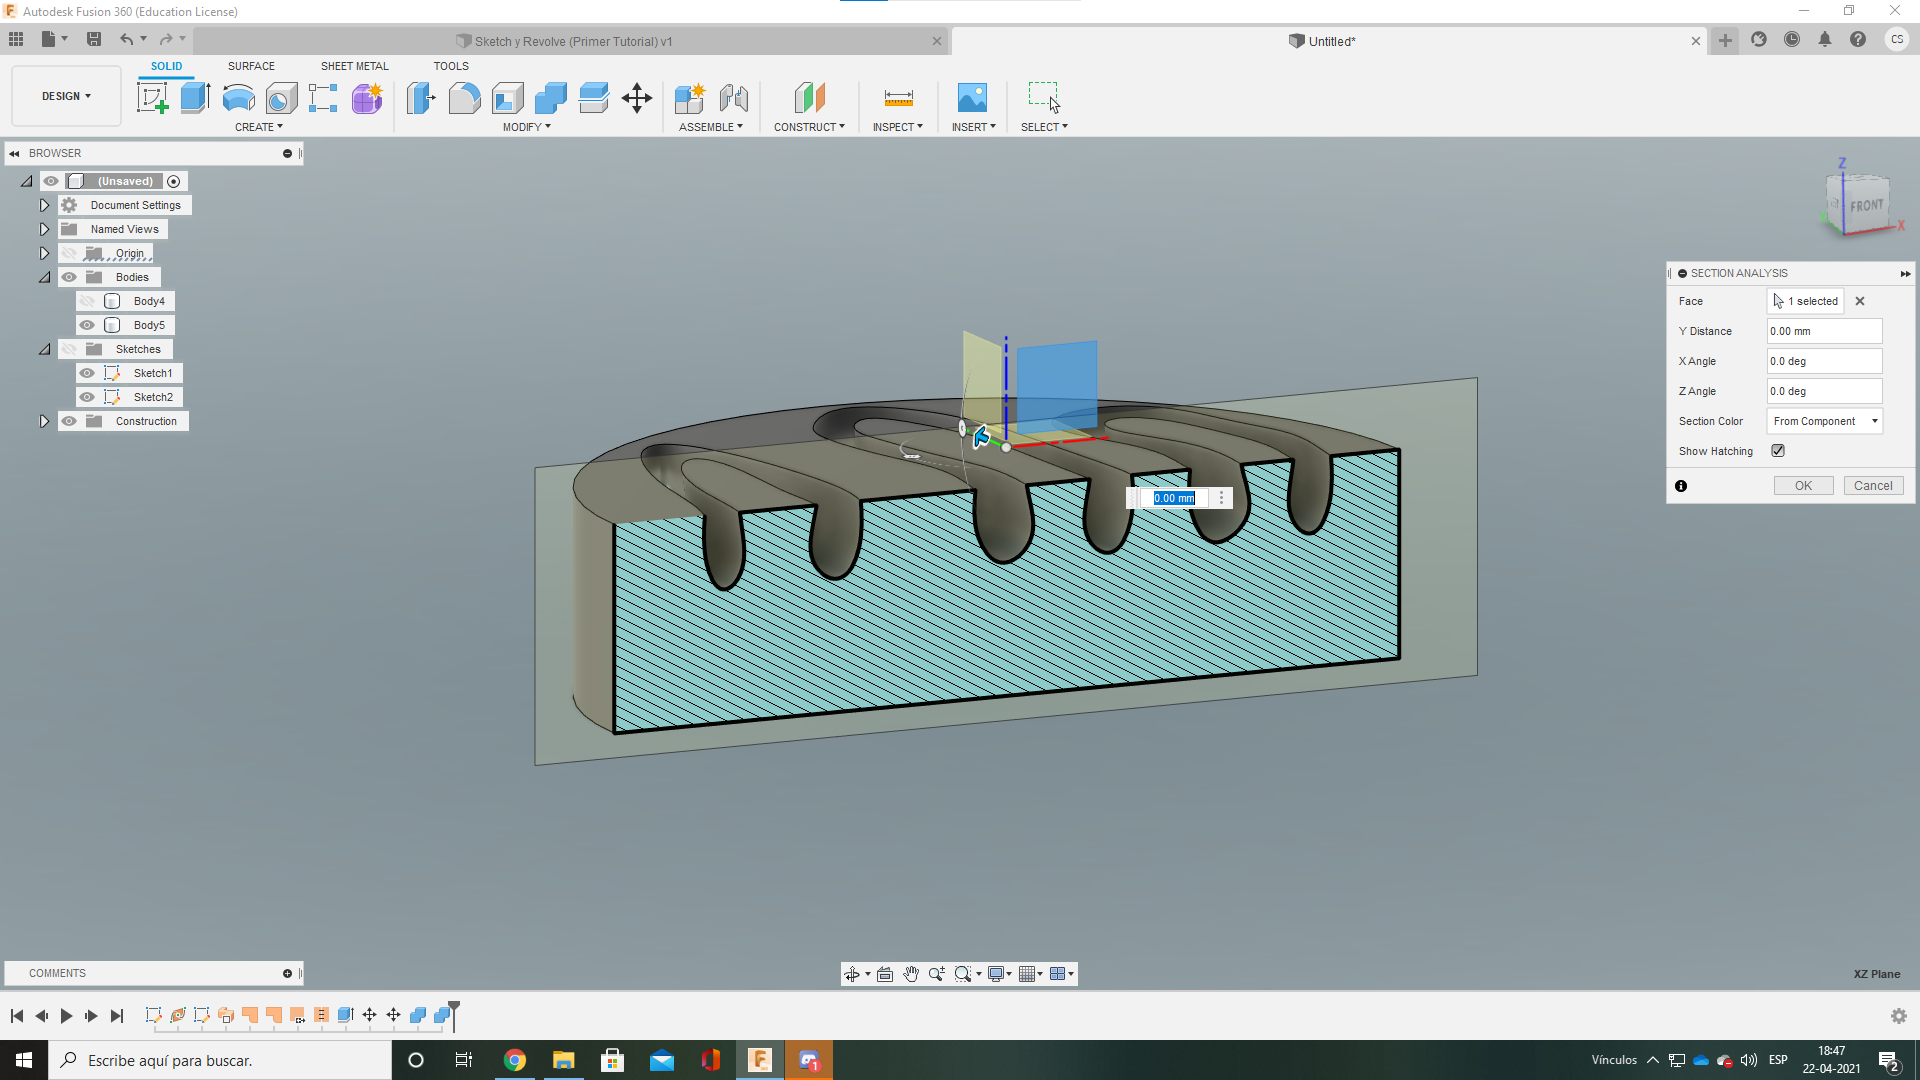 Autodesk Fusion 360 (Education License)
Sketch y Revolve (Primer Tutorial) v1
Untitled*
CS
DESIGN
SOLID
SURFACE
SHEET METAL
TOOLS
CREATE
MODIFY
ASSEMBLE
CONSTRUCT
INSPECT
INSERT
SELECT
BROWSER
(Unsaved)
Document Settings
Named Views
Origin
Bodies
Body4
Body5
Sketches
Sketch1
Sketch2
Construction
Z
FRONT
X
SECTION ANALYSIS
Face
1 selected
Y Distance
0.00 mm
X Angle
0.0 deg
Z Angle
0.0 deg
Section Color
From Component
Show Hatching
OK
Cancel
0.00 mm
COMMENTS
XZ Plane
Escribe aquí para buscar.
1
Vínculos
ESP
18:47
22-04-2021
2